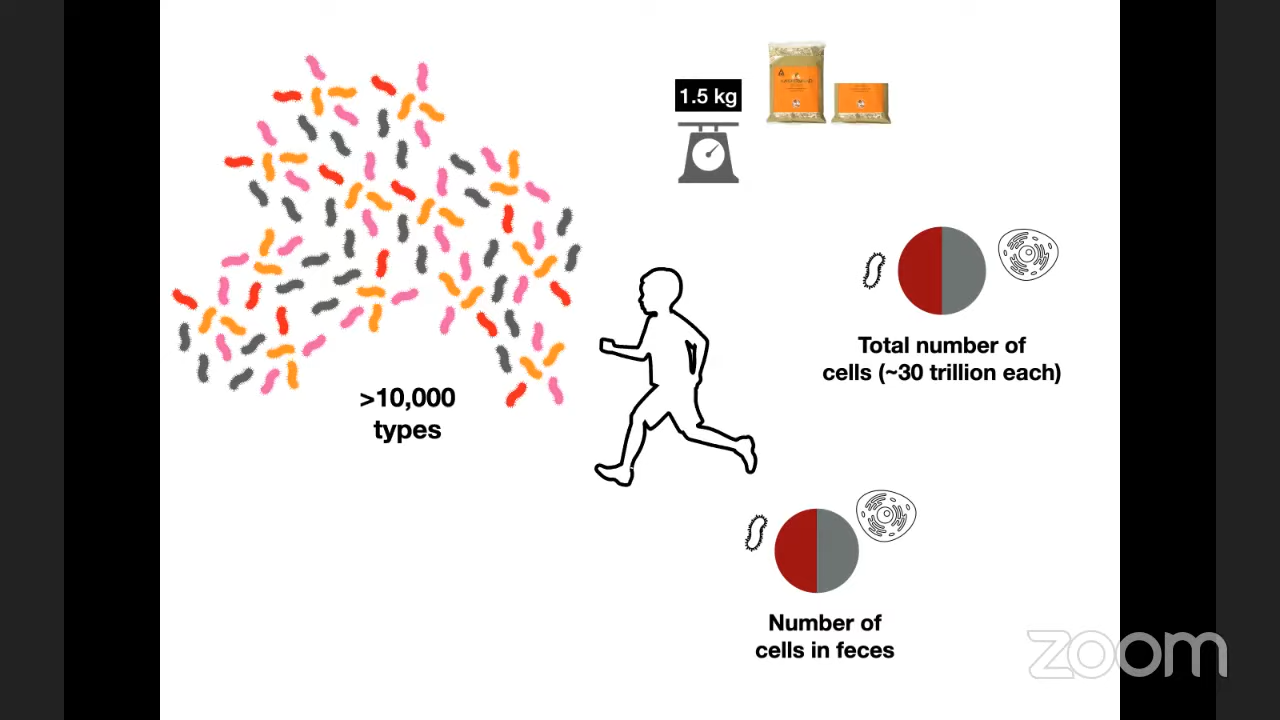 1.5 kg
Total number of
cells (~30 trillion each)
>10,000
types
Number of
cells in feces
zoom